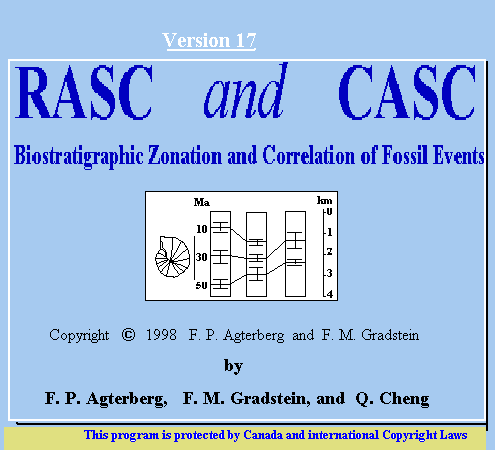 Version 17
RASC and CASC
Biostratigraphic Zonation and Correlation of Fossil Events
Ma km
0
10
1
30
2
3
50
4
Copyright © 1998 F. P. Agterberg and F. M. Gradstein
by
F. P. Agterberg, F. M. Gradstein, and Q. Cheng
This program is protected by Canada and international Copyright Laws